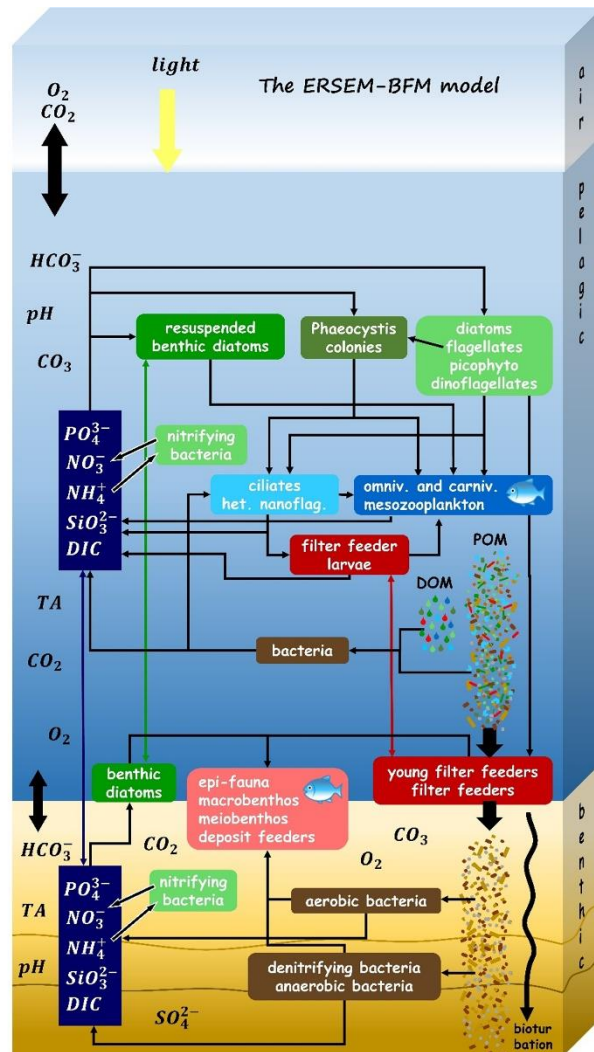 light
The ERSEM-BFM model
air
O₂
CO₂
pelagic
HCO₃⁻
pH
CO₃
resuspended
benthic diatoms
Phaeocystis
colonies
diatoms
flagellates
picophyto
dinoflagellates
PO₄³⁻
NO₃⁻
NH₄⁺
SiO₃²⁻
DIC
nitrifying
bacteria
ciliates
het. nanoflag.
omniv. and carniv.
mesozooplankton
filter feeder
larvae
POM
DOM
TA
CO₂
bacteria
O₂
benthic
diatoms
epi-fauna
macrobenthos
meiobenthos
deposit feeders
young filter feeders
filter feeders
benthic
HCO₃⁻
CO₂
CO₃
O₂
PO₄³⁻
NO₃⁻
NH₄⁺
SiO₃²⁻
DIC
nitrifying
bacteria
TA
pH
aerobic bacteria
denitrifying bacteria
anaerobic bacteria
SO₄²⁻
biotur
bation